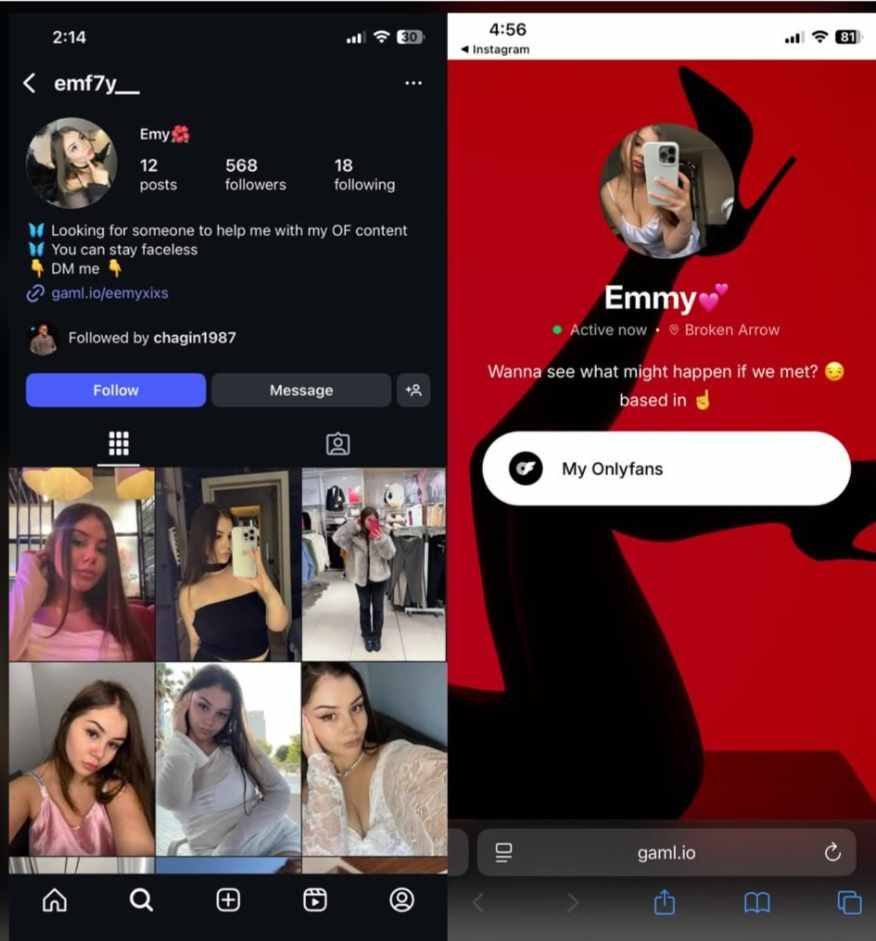 2:14
30
emf7y__
Emy🌺
12
posts
568
followers
18
following
🦋 Looking for someone to help me with my OF content
🦋 You can stay faceless
👇 DM me 👇
gaml.io/eemyxixs
Followed by chagin1987
Follow
Message
4:56
81
◀ Instagram
Emmy💕
Active now • Broken Arrow
Wanna see what might happen if we met? 😏
based in ☝️
My Onlyfans
gaml.io